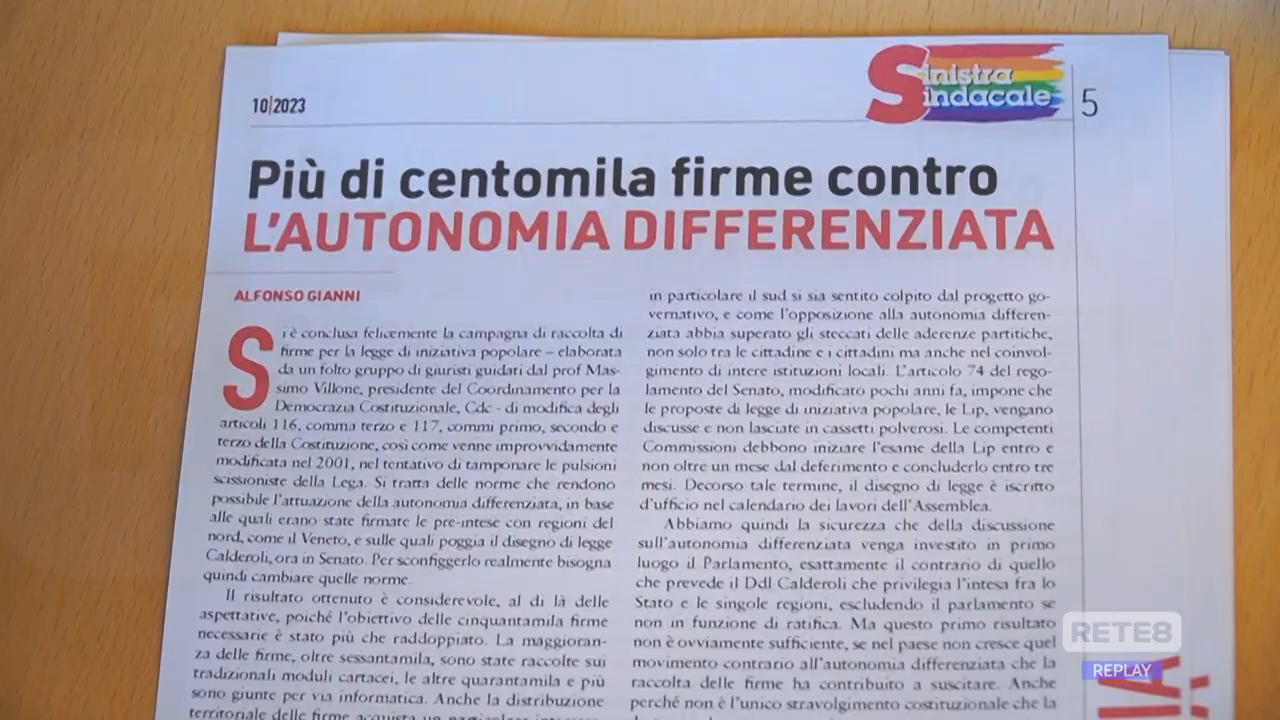 10|2023
Sinistra
Sindacale
5
Più di centomila firme contro
L'AUTONOMIA DIFFERENZIATA
ALFONSO GIANNI
Si è conclusa felicemente la campagna di raccolta di
firme per la legge di iniziativa popolare – elaborata
da un folto gruppo di giuristi guidati dal prof Mas-
simo Villone, presidente del Coordinamento per la
Democrazia Costituzionale, Cdc - di modifica degli
articoli 116, comma terzo e 117, commi primo, secondo e
terzo della Costituzione, così come venne improvvidamente
modificata nel 2001, nel tentativo di tamponare le pulsioni
scissioniste della Lega. Si tratta delle norme che rendono
possibile l'attuazione della autonomia differenziata, in base
alle quali erano state firmate le pre-intese con regioni del
nord, come il Veneto, e sulle quali poggia il disegno di legge
Calderoli, ora in Senato. Per sconfiggerlo realmente bisogna
quindi cambiare quelle norme.
Il risultato ottenuto è considerevole, al di là delle
aspettative, poiché l'obiettivo delle cinquantamila firme
necessarie è stato più che raddoppiato. La maggioran-
za delle firme, oltre sessantamila, sono state raccolte sui
tradizionali moduli cartacei, le altre quarantamila e più
sono giunte per via informatica. Anche la distribuzione
territoriale delle firme acquista un particolare
in particolare il sud si sia sentito colpito dal progetto go-
vernativo, e come l'opposizione alla autonomia differen-
ziata abbia superato gli steccati delle aderenze partitiche,
non solo tra le cittadine e i cittadini ma anche nel coinvol-
gimento di intere istituzioni locali. L'articolo 74 del rego-
lamento del Senato, modificato pochi anni fa, impone che
le proposte di legge di iniziativa popolare, le Lip, vengano
discusse e non lasciate in cassetti polverosi. Le competenti
Commissioni debbono iniziare l'esame della Lip entro e
non oltre un mese dal deferimento e concluderlo entro tre
mesi. Decorso tale termine, il disegno di legge è iscritto
d'ufficio nel calendario dei lavori dell'Assemblea.
Abbiamo quindi la sicurezza che della discussione
sull'autonomia differenziata venga investito in primo
luogo il Parlamento, esattamente il contrario di quello
che prevede il Ddl Calderoli che privilegia l'intesa fra lo
Stato e le singole regioni, escludendo il parlamento se
non in funzione di ratifica. Ma questo primo risultato
non è ovviamente sufficiente, se nel paese non cresce quel
movimento contrario all'autonomia differenziata che la
raccolta delle firme ha contribuito a suscitare. Anche
perché non è l'unico stravolgimento costituzionale che la
RETE8
REPLAY